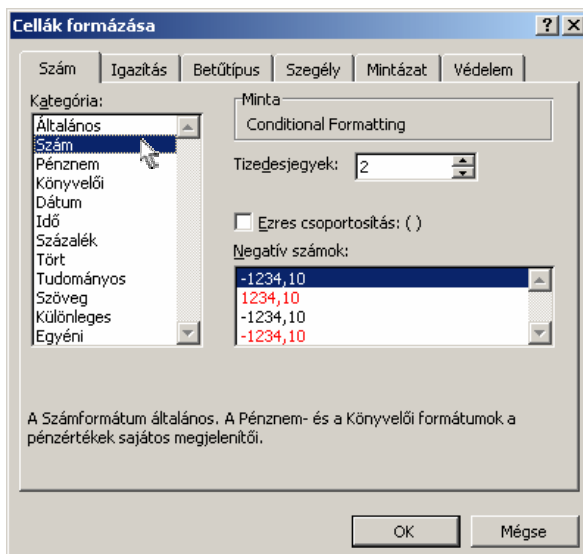 Cellák formázása
Szám Igazítás Betűtípus Szegély Mintázat Védelem
Kategória:
Általános
Szám
Pénznem
Könyvelői
Dátum
Idő
Százalék
Tört
Tudományos
Szöveg
Különleges
Egyéni
Minta
Conditional Formatting
Tizedesjegyek: 2
Ezres csoportosítás: ( )
Negatív számok:
-1234,10
1234,10
-1234,10
-1234,10
A Számformátum általános. A Pénznem- és a Könyvelői formátumok a
pénzértékek sajátos megjelenítői.
OK Mégse